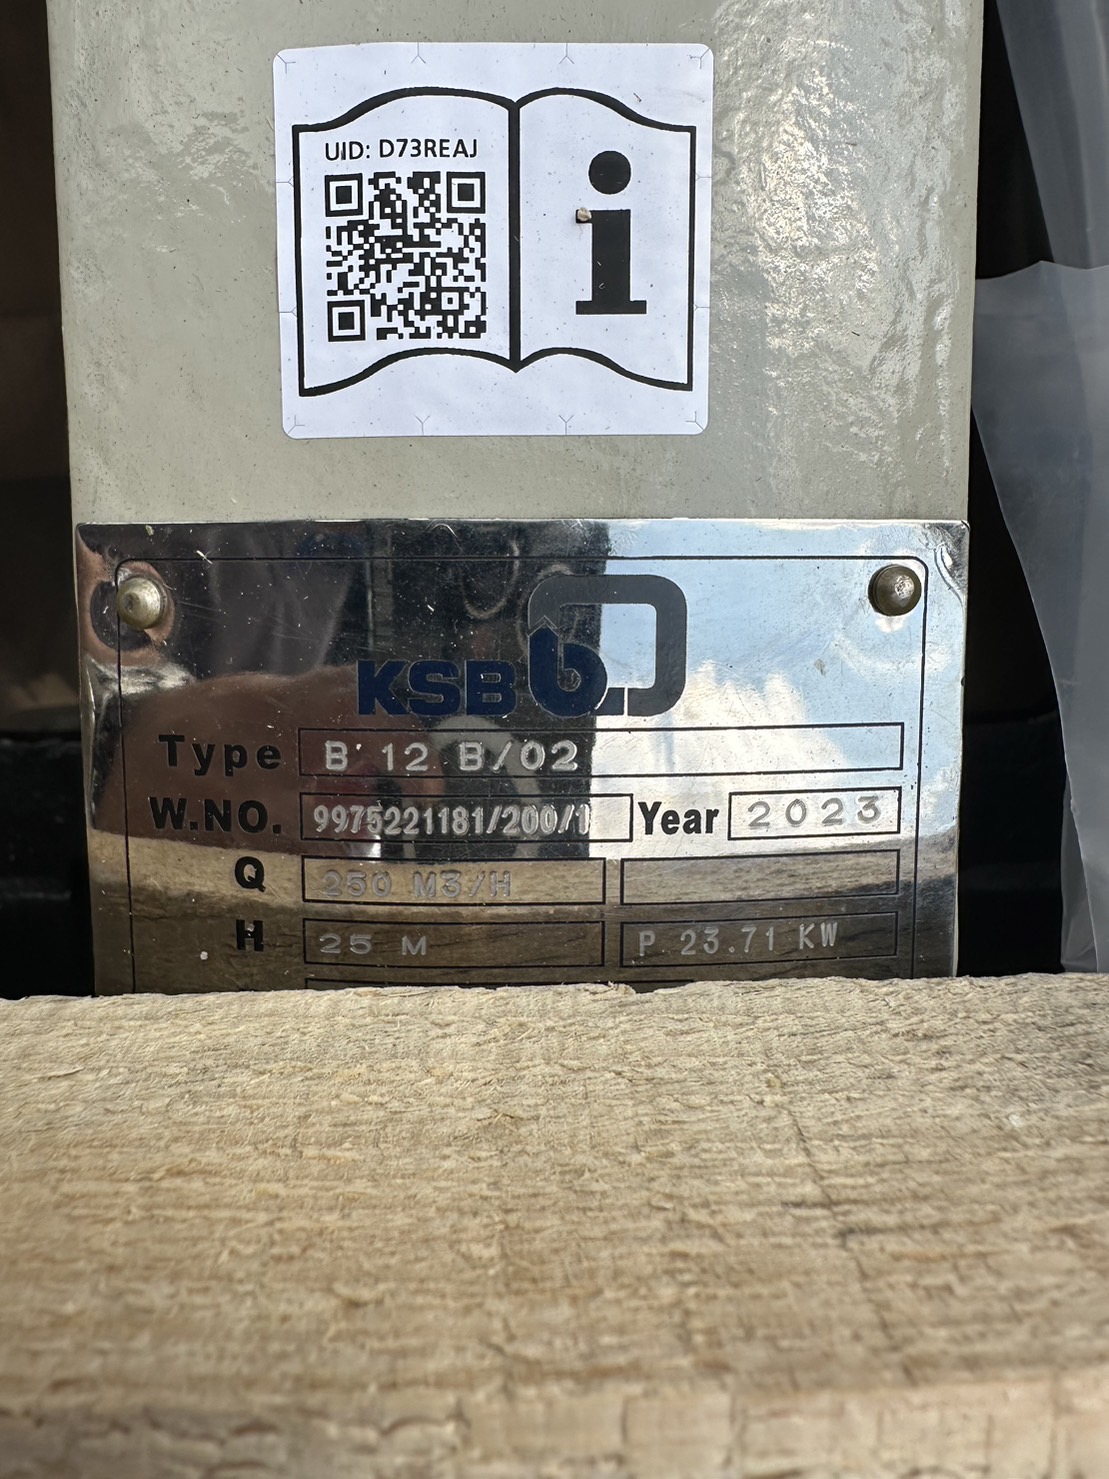 UID: D73REAJ
i
KSB
Type B 12 B/02
W.NO. 9975221181/200/1 Year 2023
Q 250 M3/H
H 25 M P 23.71 KW